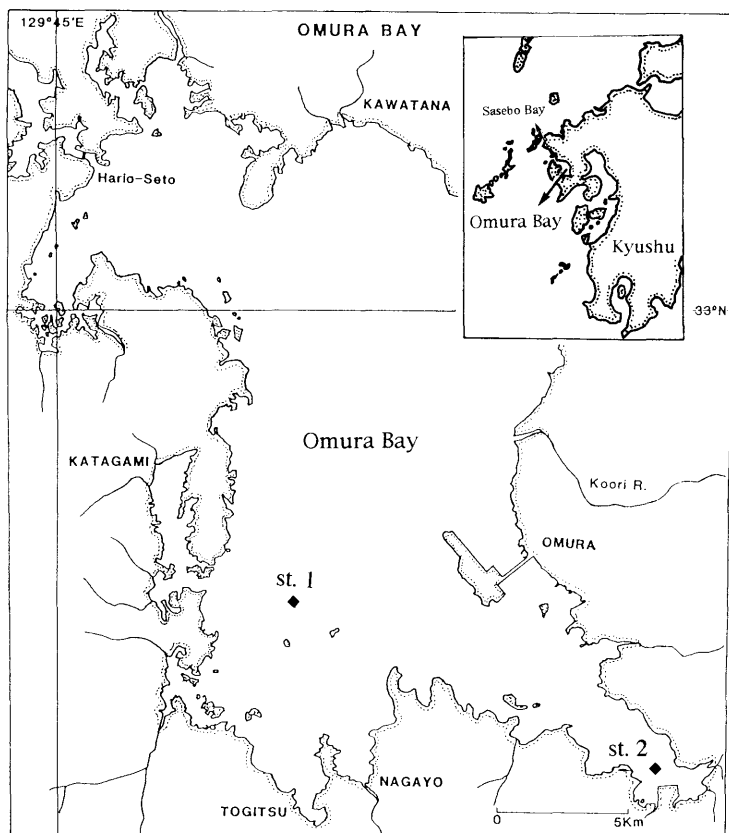 129°45′E
OMURA BAY
KAWATANA
Sasebo Bay
Hario-Seto
Omura Bay
Kyushu
33°N
Omura Bay
KATAGAMI
Koori R.
OMURA
st. 1
st. 2
NAGAYO
TOGITSU
0 5Km